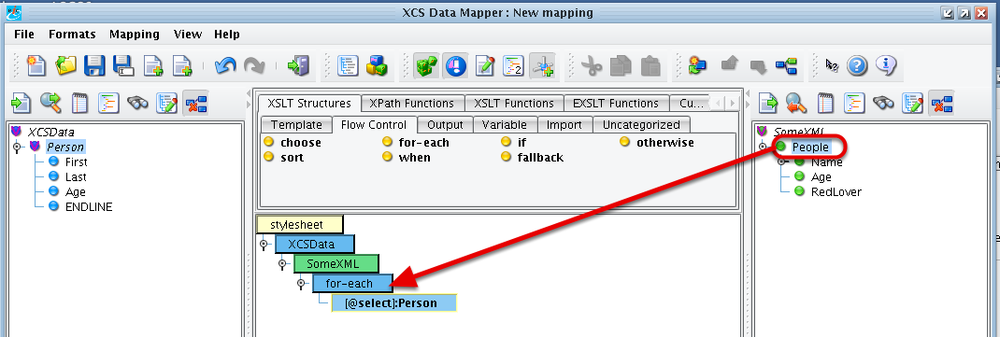 XCS Data Mapper : New mapping
File Formats Mapping View Help
XSLT Structures XPath Functions XSLT Functions EXSLT Functions Cu...
Template Flow Control Output Variable Import Uncategorized
choose for-each if otherwise
sort when fallback
XCSData
Person
First
Last
Age
ENDLINE
stylesheet
XCSData
SomeXML
for-each
[@select]:Person
SomeXML
People
Name
Age
RedLover